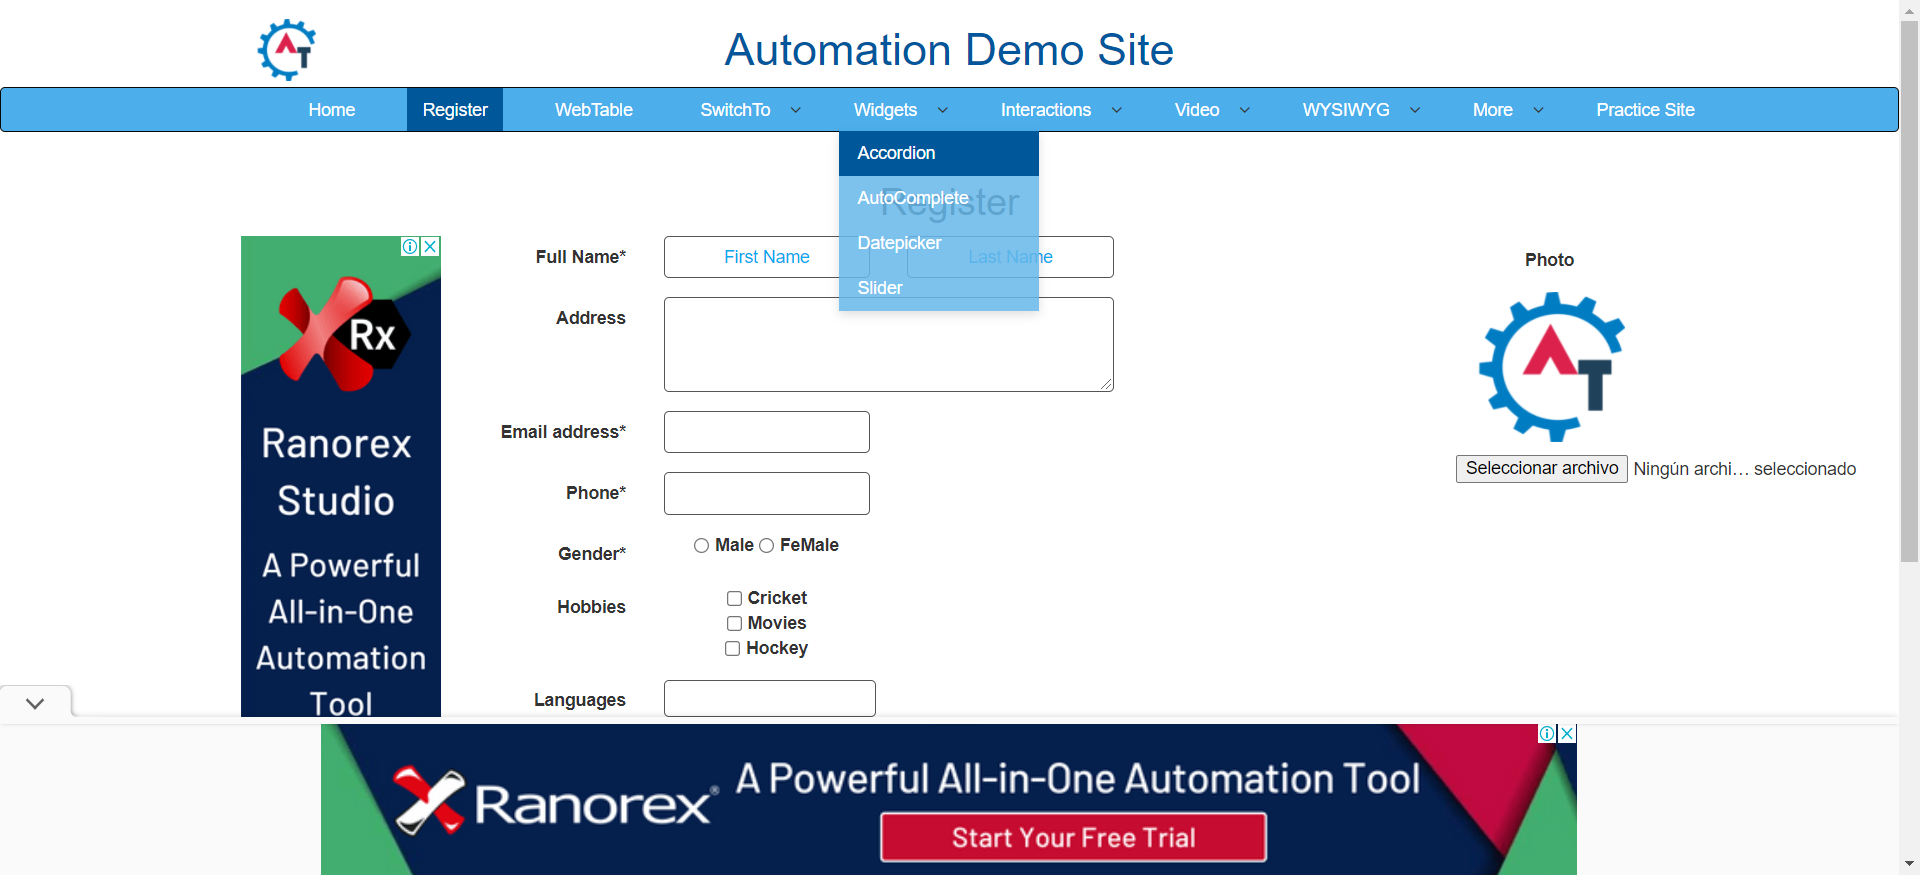 AT
Automation Demo Site
Home Register WebTable SwitchTo Widgets Interactions Video WYSIWYG More Practice Site
Accordion
AutoComplete
Register
Datepicker
Slider
Full Name* First Name Last Name
Address
Email address*
Phone*
Gender* Male FeMale
Hobbies Cricket
Movies
Hockey
Languages
Photo
AT
Seleccionar archivo Ningún archi… seleccionado
Rx
Ranorex
Studio
A Powerful
All-in-One
Automation
Tool
Ranorex®
A Powerful All-in-One Automation Tool
Start Your Free Trial